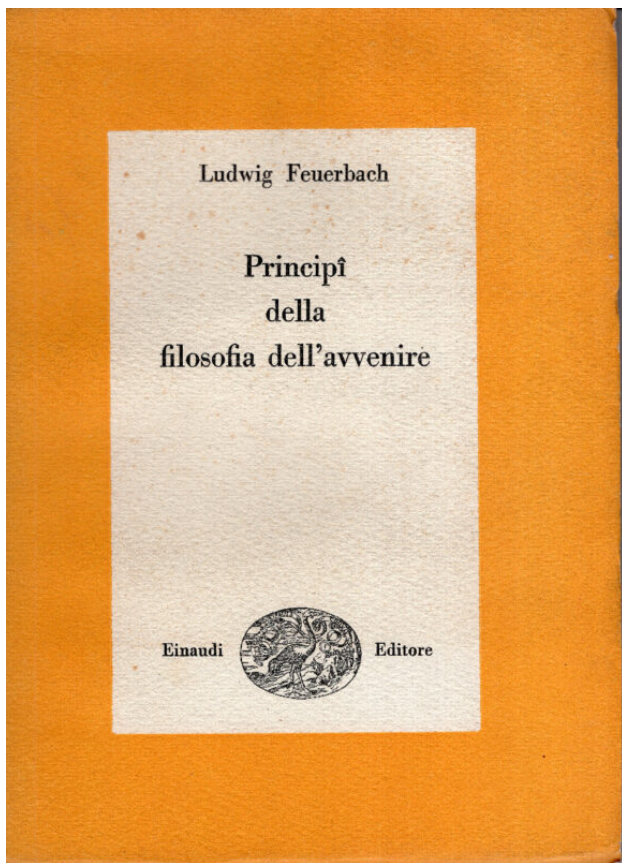 Ludwig Feuerbach
Principî
della
filosofia dell'avvenire
Einaudi Editore